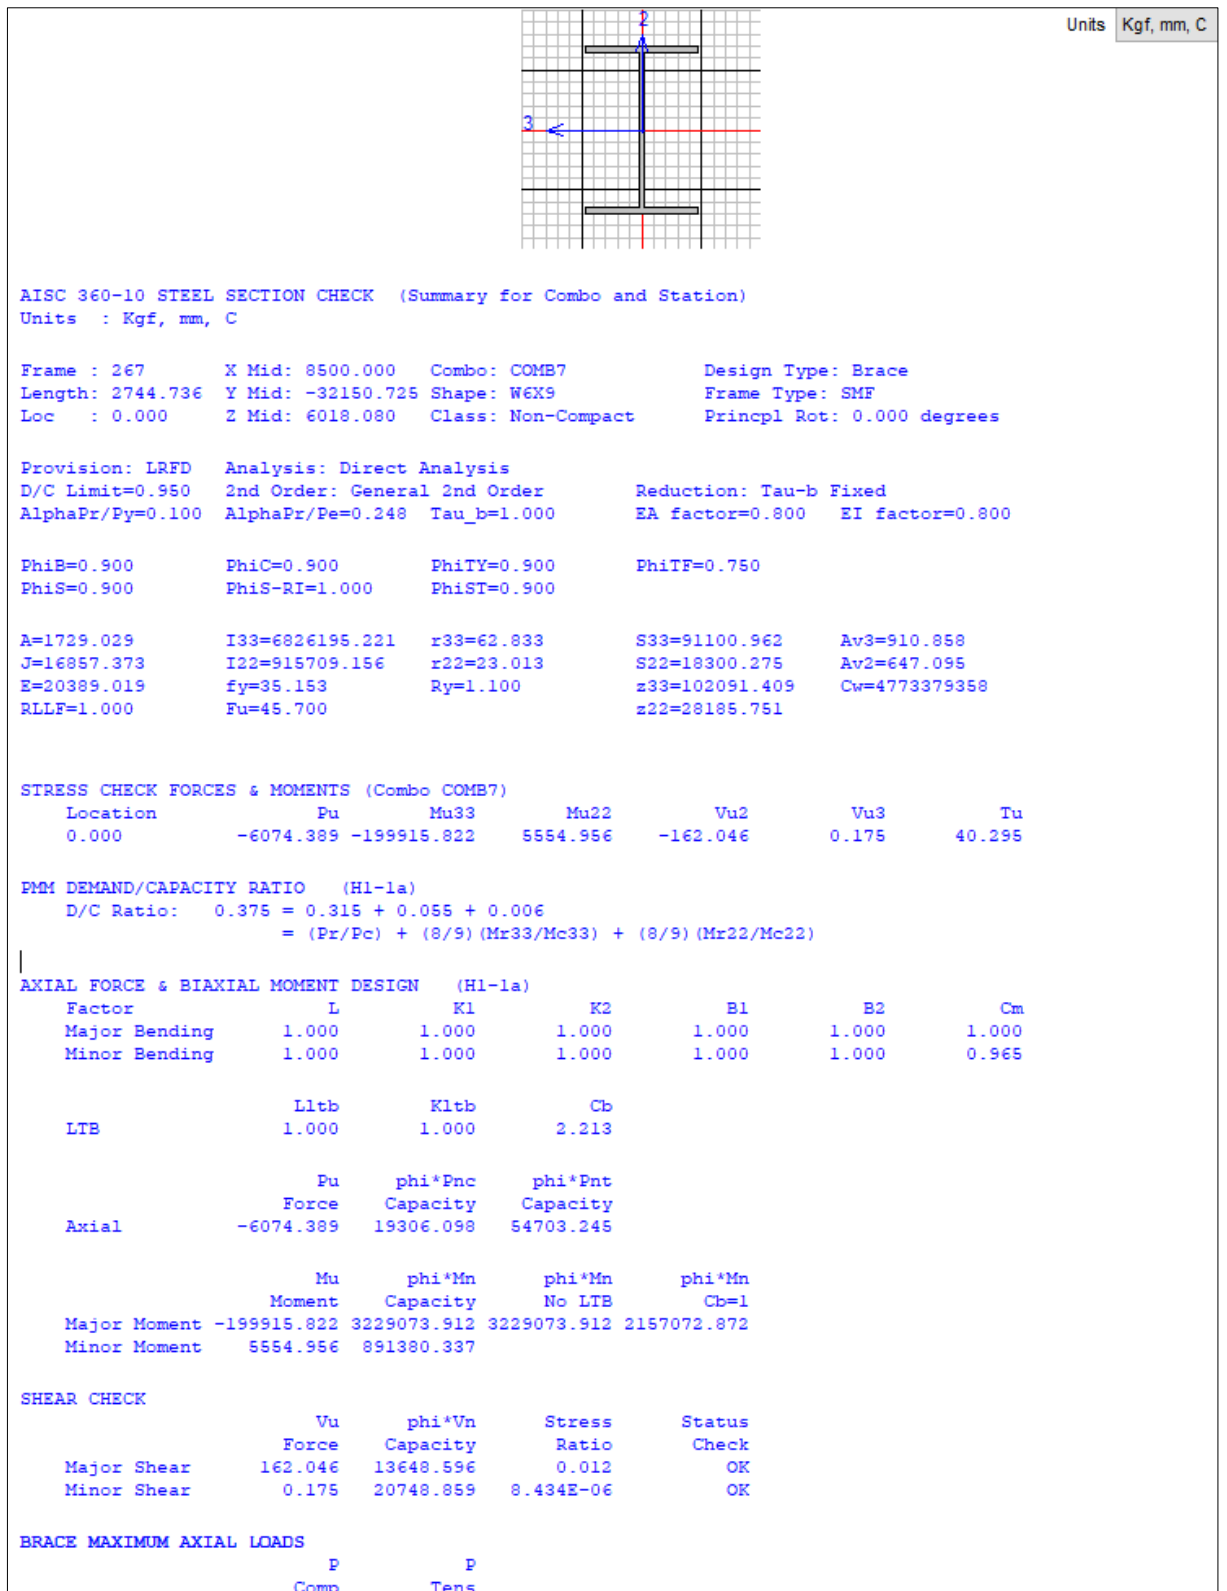 Units Kgf, mm, C
2
3
AISC 360-10 STEEL SECTION CHECK (Summary for Combo and Station)
Units : Kgf, mm, C
Frame : 267 X Mid: 8500.000 Combo: COMB7 Design Type: Brace
Length: 2744.736 Y Mid: -32150.725 Shape: W6X9 Frame Type: SMF
Loc : 0.000 Z Mid: 6018.080 Class: Non-Compact Princpl Rot: 0.000 degrees
Provision: LRFD Analysis: Direct Analysis
D/C Limit=0.950 2nd Order: General 2nd Order Reduction: Tau-b Fixed
AlphaPr/Py=0.100 AlphaPr/Pe=0.248 Tau_b=1.000 EA factor=0.800 EI factor=0.800
PhiB=0.900 PhiC=0.900 PhiTY=0.900 PhiTF=0.750
PhiS=0.900 PhiS-RI=1.000 PhiST=0.900
A=1729.029 I33=6826195.221 r33=62.833 S33=91100.962 Av3=910.858
J=16857.373 I22=915709.156 r22=23.013 S22=18300.275 Av2=647.095
E=20389.019 fy=35.153 Ry=1.100 z33=102091.409 Cw=4773379358
RLLF=1.000 Fu=45.700 z22=28185.751
STRESS CHECK FORCES & MOMENTS (Combo COMB7)
Location Pu Mu33 Mu22 Vu2 Vu3 Tu
0.000 -6074.389 -199915.822 5554.956 -162.046 0.175 40.295
PMM DEMAND/CAPACITY RATIO (H1-1a)
D/C Ratio: 0.375 = 0.315 + 0.055 + 0.006
= (Pr/Pc) + (8/9)(Mr33/Mc33) + (8/9)(Mr22/Mc22)
AXIAL FORCE & BIAXIAL MOMENT DESIGN (H1-1a)
Factor L K1 K2 B1 B2 Cm
Major Bending 1.000 1.000 1.000 1.000 1.000 1.000
Minor Bending 1.000 1.000 1.000 1.000 1.000 0.965
Lltb Kltb Cb
LTB 1.000 1.000 2.213
Pu phi*Pnc phi*Pnt
Force Capacity Capacity
Axial -6074.389 19306.098 54703.245
Mu phi*Mn phi*Mn phi*Mn
Moment Capacity No LTB Cb=1
Major Moment -199915.822 3229073.912 3229073.912 2157072.872
Minor Moment 5554.956 891380.337
SHEAR CHECK
Vu phi*Vn Stress Status
Force Capacity Ratio Check
Major Shear 162.046 13648.596 0.012 OK
Minor Shear 0.175 20748.859 8.434E-06 OK
BRACE MAXIMUM AXIAL LOADS
P P
Comp Tens